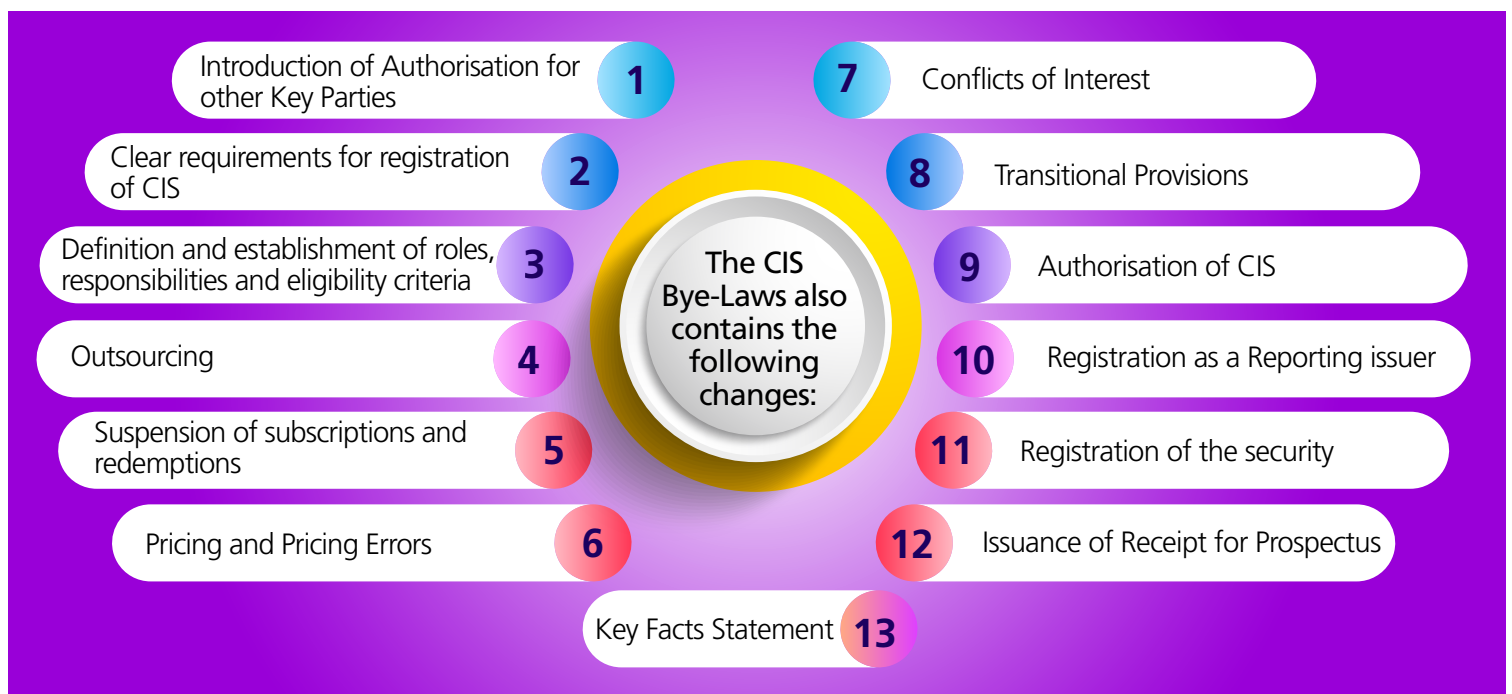 The CIS
Bye-Laws also
contains the
following
changes:
1
Introduction of Authorisation for
other Key Parties
2
Clear requirements for registration
of CIS
3
Definition and establishment of roles,
responsibilities and eligibility criteria
4
Outsourcing
5
Suspension of subscriptions and
redemptions
6
Pricing and Pricing Errors
7
Conflicts of Interest
8
Transitional Provisions
9
Authorisation of CIS
10
Registration as a Reporting issuer
11
Registration of the security
12
Issuance of Receipt for Prospectus
13
Key Facts Statement